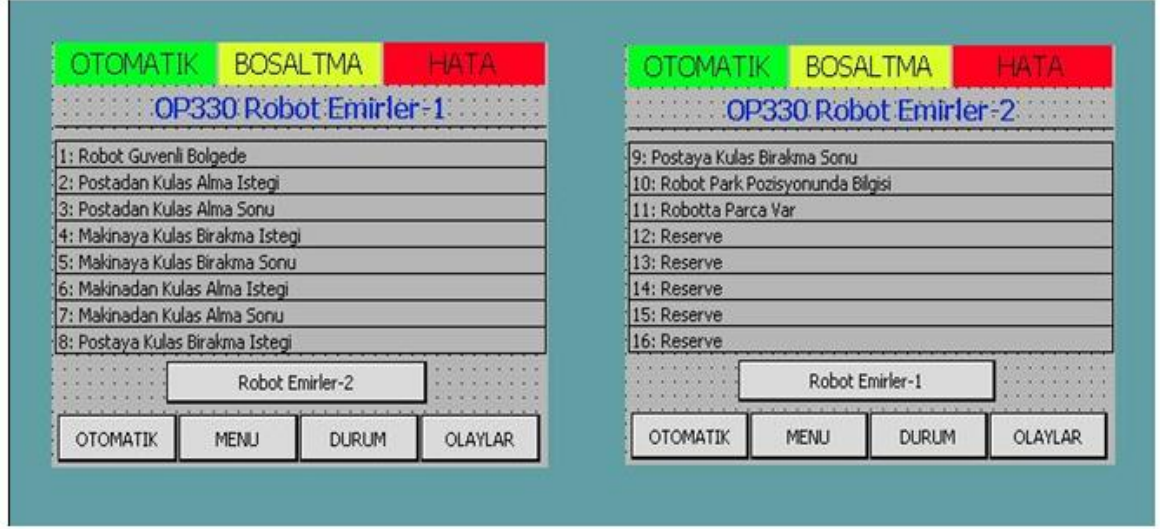 OTOMATIK BOSALTMA HATA
OP330 Robot Emirler-1
1: Robot Guvenli Bolgede
2: Postadan Kulas Alma Istegi
3: Postadan Kulas Alma Sonu
4: Makinaya Kulas Birakma Istegi
5: Makinaya Kulas Birakma Sonu
6: Makinadan Kulas Alma Istegi
7: Makinadan Kulas Alma Sonu
8: Postaya Kulas Birakma Istegi
Robot Emirler-2
OTOMATIK MENU DURUM OLAYLAR
OTOMATIK BOSALTMA HATA
OP330 Robot Emirler-2
9: Postaya Kulas Birakma Sonu
10: Robot Park Pozisyonunda Bilgisi
11: Robotta Parca Var
12: Reserve
13: Reserve
14: Reserve
15: Reserve
16: Reserve
Robot Emirler-1
OTOMATIK MENU DURUM OLAYLAR